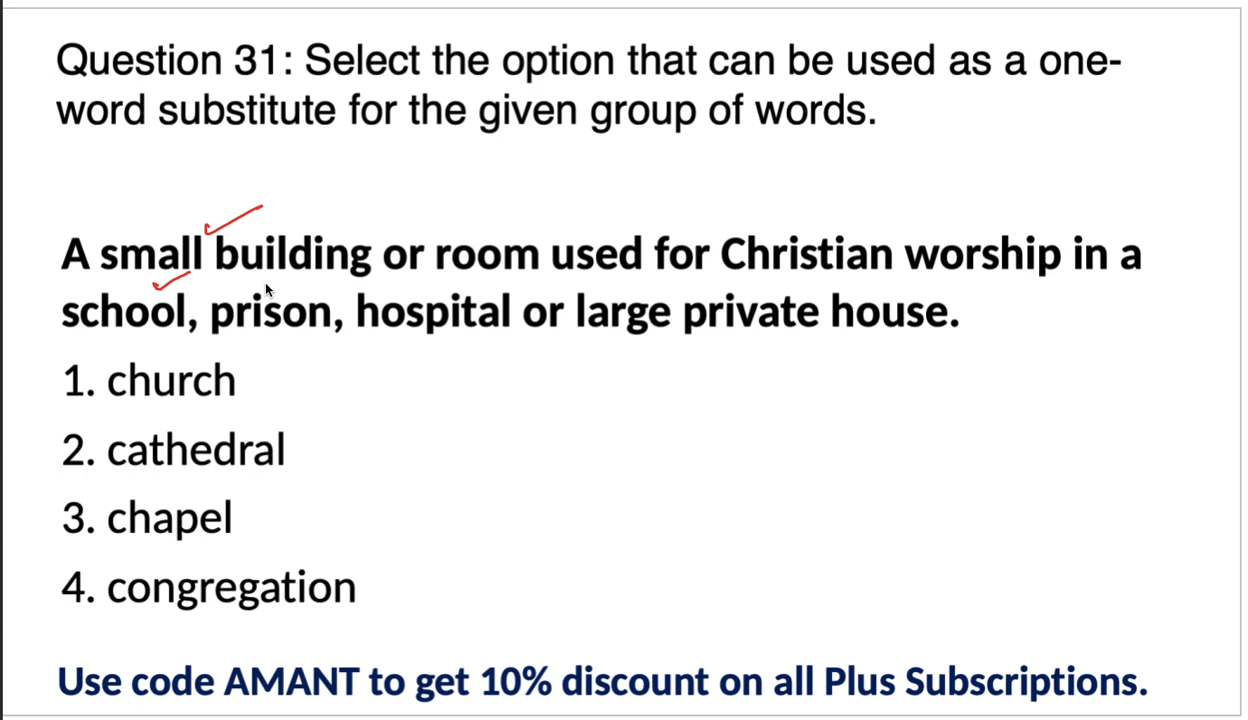 Question 31: Select the option that can be used as a one-
word substitute for the given group of words.
A small building or room used for Christian worship in a
school, prison, hospital or large private house.
1. church
2. cathedral
3. chapel
4. congregation
Use code AMANT to get 10% discount on all Plus Subscriptions.